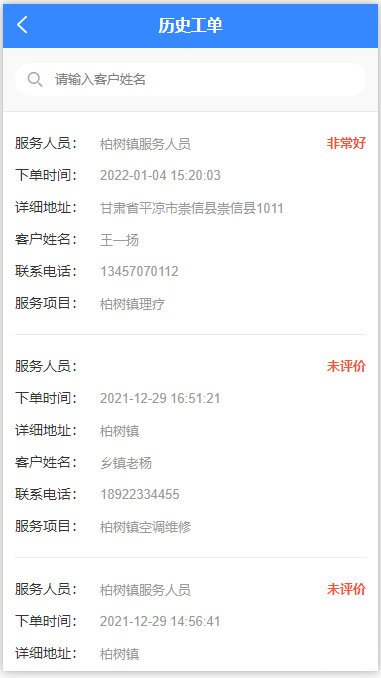 历史工单
请输入客户姓名
服务人员： 柏树镇服务人员 非常好
下单时间： 2022-01-04 15:20:03
详细地址： 甘肃省平凉市崇信县崇信县1011
客户姓名： 王一扬
联系电话： 13457070112
服务项目： 柏树镇理疗
服务人员： 未评价
下单时间： 2021-12-29 16:51:21
详细地址： 柏树镇
客户姓名： 乡镇老杨
联系电话： 18922334455
服务项目： 柏树镇空调维修
服务人员： 柏树镇服务人员 未评价
下单时间： 2021-12-29 14:56:41
详细地址： 柏树镇